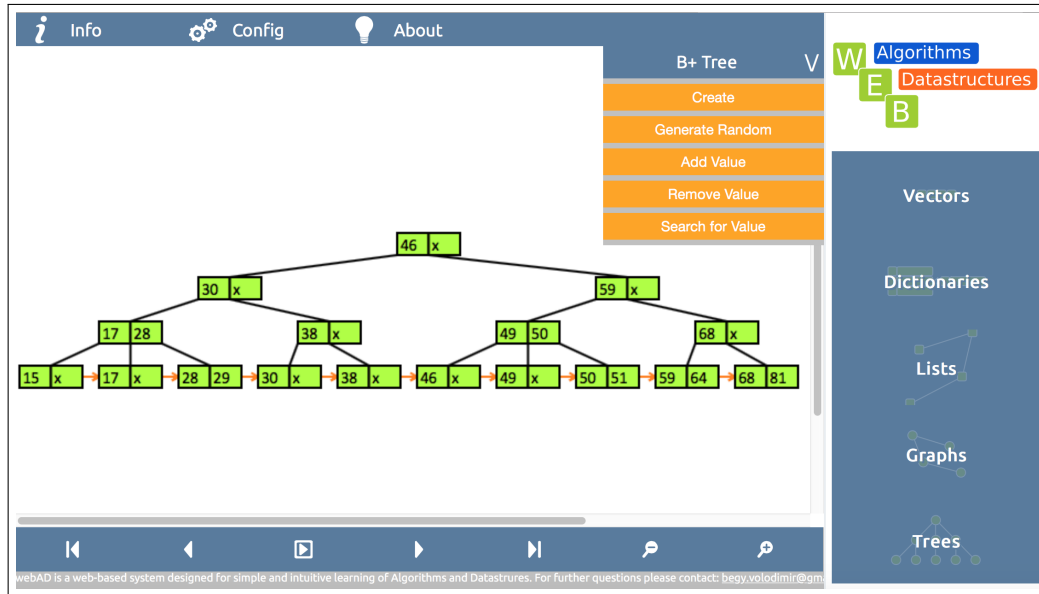 Info Config About
B+ Tree V
Create
Generate Random
Add Value
Remove Value
Search for Value
W Algorithms
E Datastructures
B
Vectors
Dictionaries
Lists
Graphs
Trees
46 x
30 x 59 x
17 28 38 x 49 50 68 x
15 x 17 x 28 29 30 x 38 x 46 x 49 x 50 51 59 64 68 81
webAD is a web-based system designed for simple and intuitive learning of Algorithms and Datastrures. For further questions please contact: begy.volodimir@gm